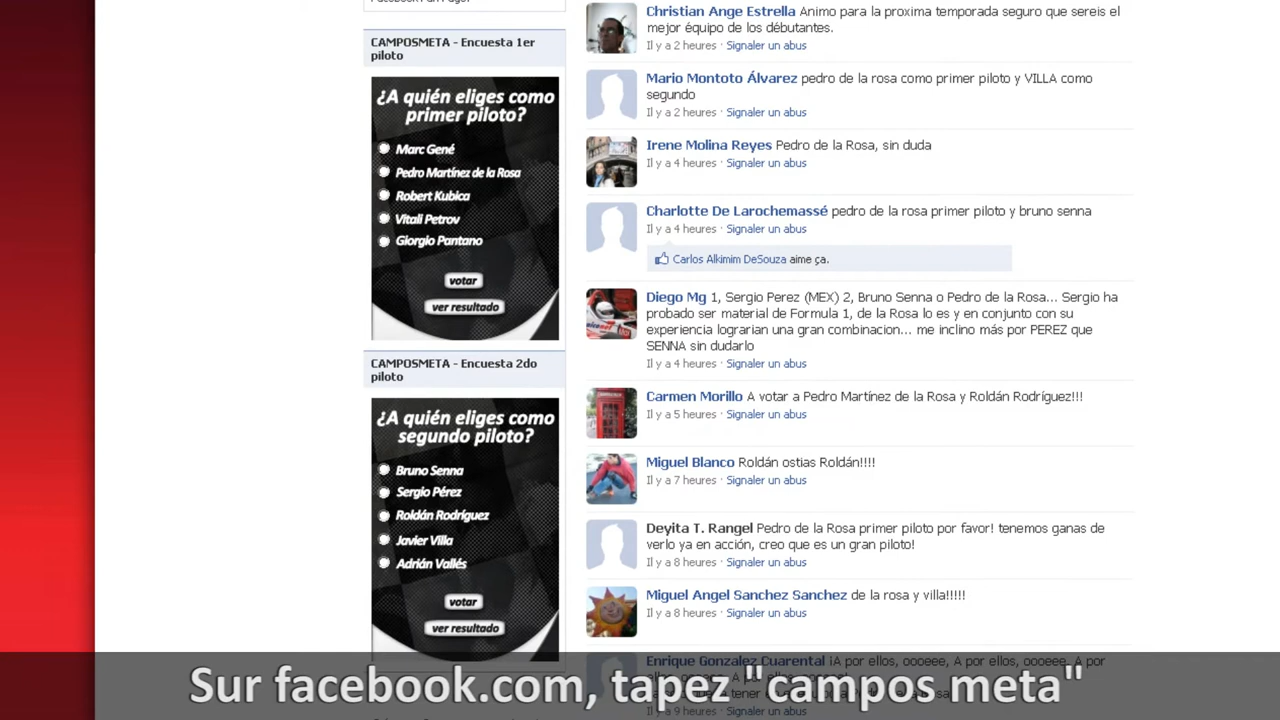 CAMPOSMETA - Encuesta 1er
piloto
¿A quién eliges como
primer piloto?
Marc Gené
Pedro Martínez de la Rosa
Robert Kubica
Vitali Petrov
Giorgio Pantano
votar
ver resultado
CAMPOSMETA - Encuesta 2do
piloto
¿A quién eliges como
segundo piloto?
Bruno Senna
Sergio Pérez
Roldán Rodríguez
Javier Villa
Adrián Vallés
votar
ver resultado
Christian Ange Estrella Animo para la proxima temporada seguro que sereis el
mejor équipo de los débutantes.
Il y a 2 heures · Signaler un abus
Mario Montoto Álvarez pedro de la rosa como primer piloto y VILLA como
segundo
Il y a 2 heures · Signaler un abus
Irene Molina Reyes Pedro de la Rosa, sin duda
Il y a 4 heures · Signaler un abus
Charlotte De Larochemassé pedro de la rosa primer piloto y bruno senna
Il y a 4 heures · Signaler un abus
Carlos Alkimim DeSouza aime ça.
Diego Mg 1, Sergio Perez (MEX) 2, Bruno Senna o Pedro de la Rosa... Sergio ha
probado ser material de Formula 1, de la Rosa lo es y en conjunto con su
experiencia lograrian una gran combinacion... me inclino más por PEREZ que
SENNA sin dudarlo
Il y a 4 heures · Signaler un abus
Carmen Morillo A votar a Pedro Martínez de la Rosa y Roldán Rodríguez!!!
Il y a 5 heures · Signaler un abus
Miguel Blanco Roldán ostias Roldán!!!!
Il y a 7 heures · Signaler un abus
Deyita T. Rangel Pedro de la Rosa primer piloto por favor! tenemos ganas de
verlo ya en acción, creo que es un gran piloto!
Il y a 8 heures · Signaler un abus
Miguel Angel Sanchez Sanchez de la rosa y villa!!!!!
Il y a 8 heures · Signaler un abus
Enrique Gonzalez Cuarental ¡A por ellos, oooeee, A por ellos, oooeee, A por
Il y a 9 heures · Signaler un abus
Sur facebook.com, tapez "campos meta"